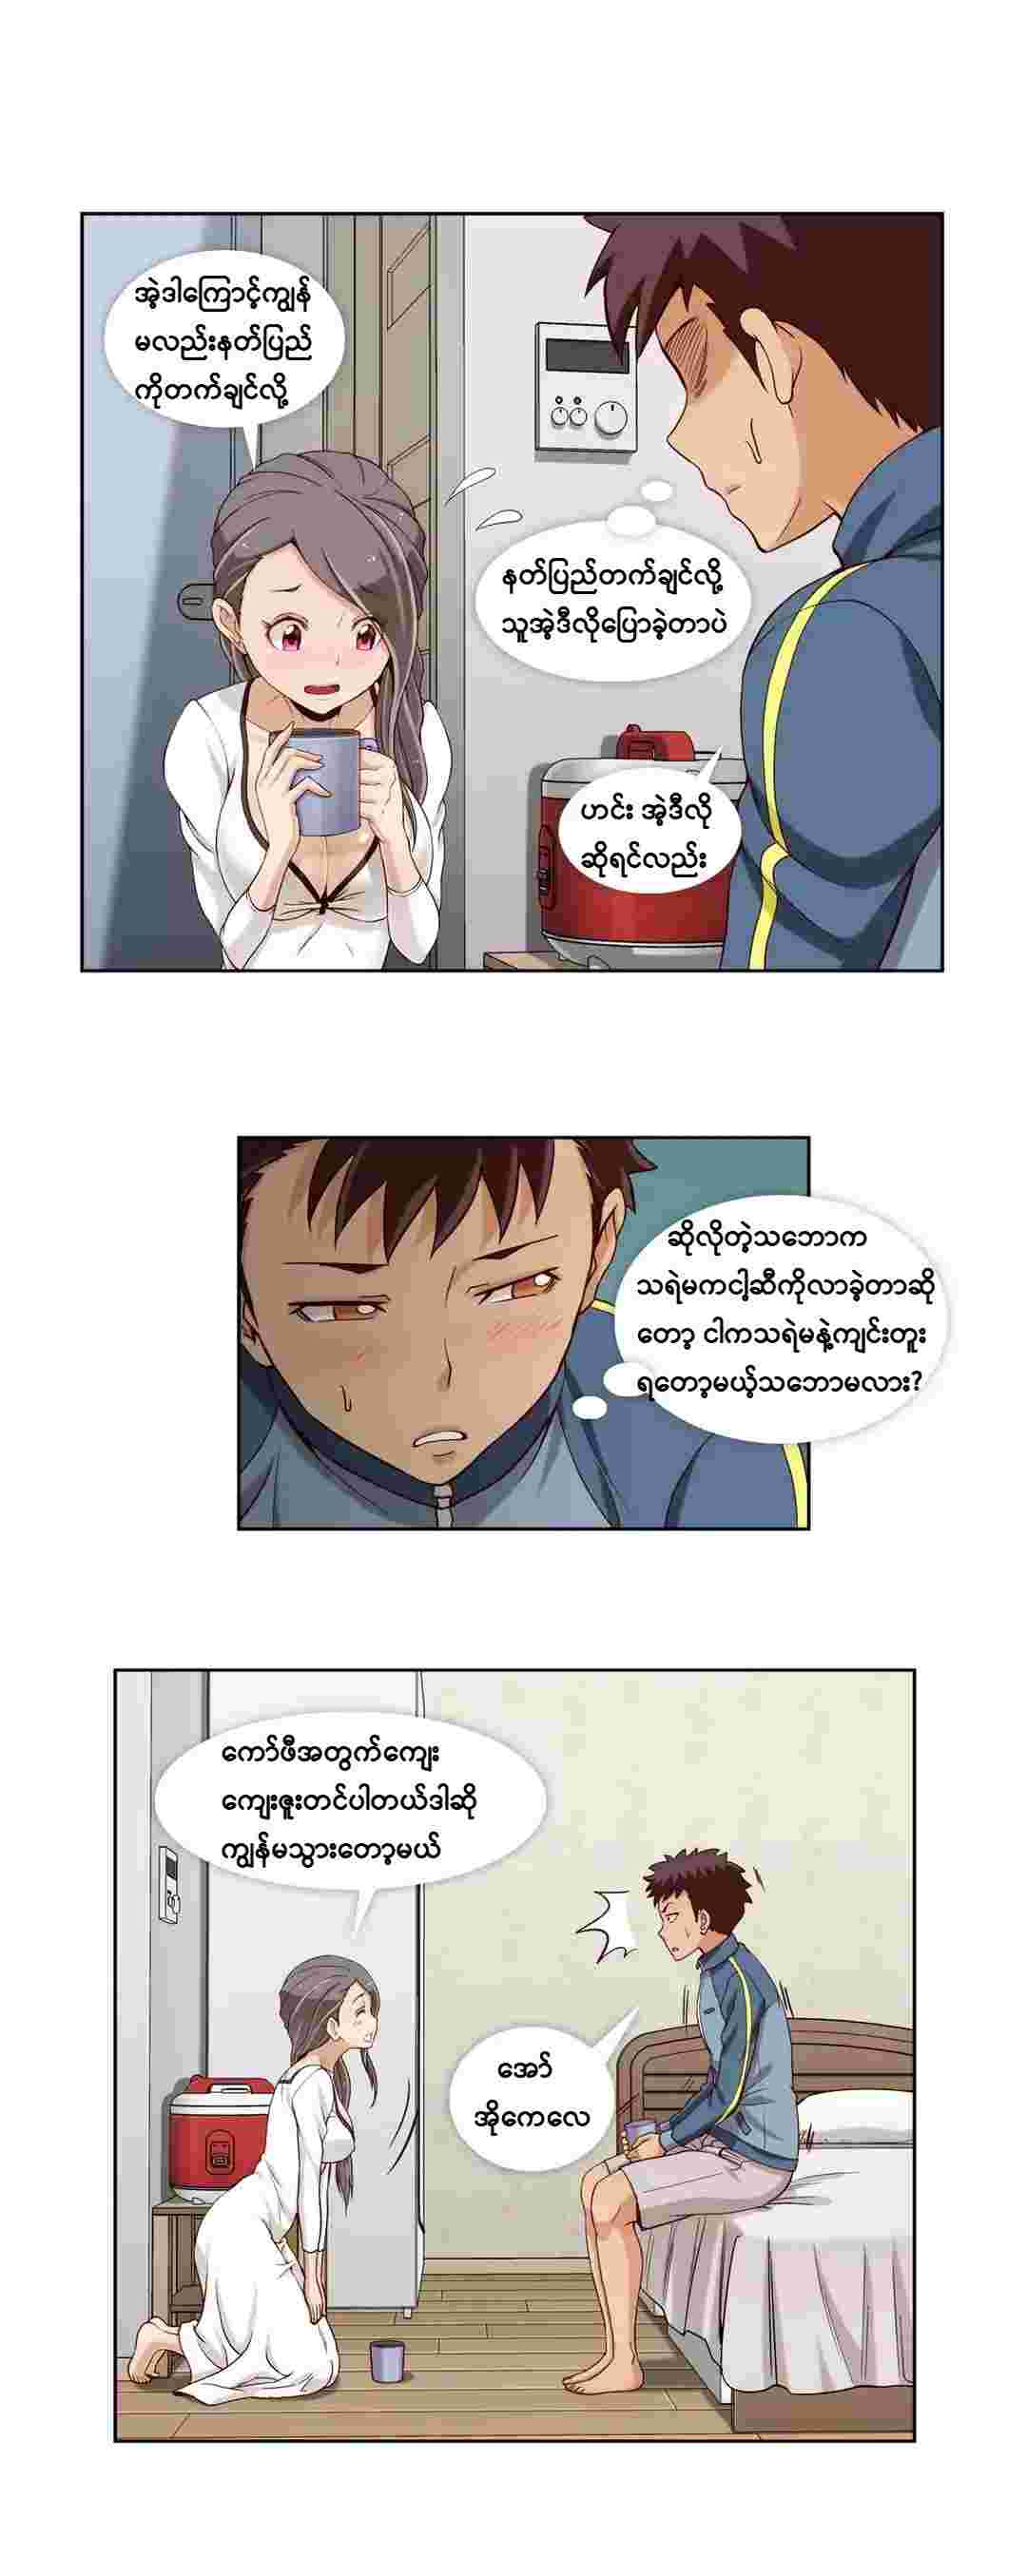 အဲ့ဒါကြောင့်ကျွန်
မလည်းနတ်ပြည်
ကိုတက်ချင်လို့
နတ်ပြည်တက်ချင်လို့
သူအဲ့ဒီလိုပြောခဲ့တာပဲ
ဟင်း အဲ့ဒီလို
ဆိုရင်လည်း
ဆိုလိုတဲ့သဘောက
သရဲမကငါ့ဆီကိုလာခဲ့တာဆို
တော့ ငါကသရဲမနဲ့ကျင်းတူး
ရတော့မယ့်သဘောမလား?
ကော်ဖီအတွက်ကျေး
ကျေးဇူးတင်ပါတယ်ဒါဆို
ကျွန်မသွားတော့မယ်
အော်
အိုကေလေ